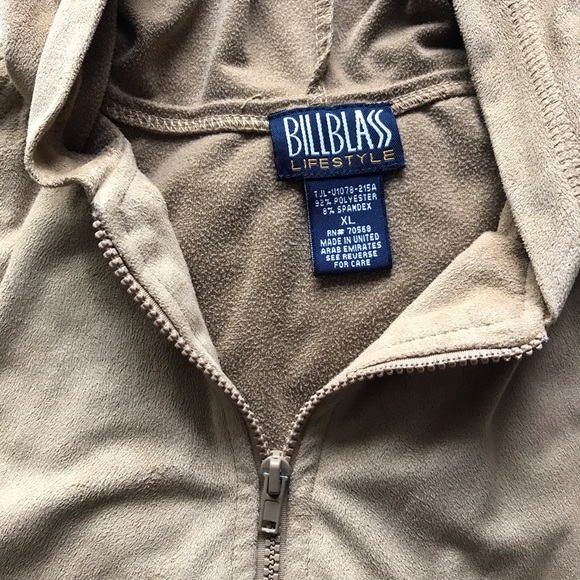 BILLBLASS
LIFESTYLE
TJL-U1078-215A
92% POLYESTER
8% SPANDEX
XL
RN# 70568
MADE IN UNITED
ARAB EMIRATES
SEE REVERSE
FOR CARE